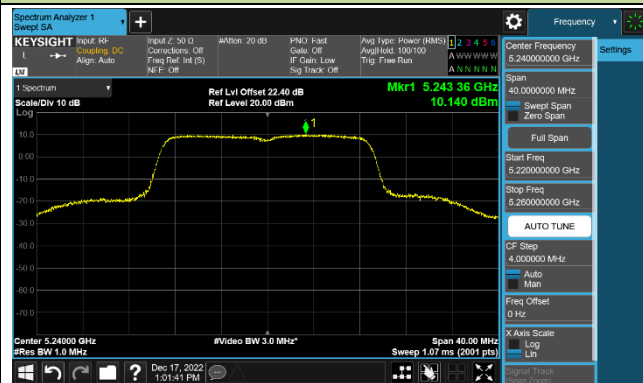 Spectrum Analyzer 1
Swept SA
+
Frequency
KEYSIGHT
Input: RF
Coupling: DC
Align: Auto
Input Z: 50 Ω
Corrections: Off
Freq Ref: Int (S)
NFE: Off
#Atten: 20 dB
PNO: Fast
Gate: Off
IF Gain: Low
Sig Track: Off
Avg Type: Power (RMS)
Avg|Hold: 100/100
Trig: Free Run
1 2 3 4 5 6
A W W W W W
A N N N N N
L
LXI
Center Frequency
5.240000000 GHz
Settings
Span
40.0000000 MHz
Swept Span
Zero Span
Full Span
Start Freq
5.220000000 GHz
Stop Freq
5.260000000 GHz
AUTO TUNE
CF Step
4.000000 MHz
Auto
Man
Freq Offset
0 Hz
X Axis Scale
Log
Lin
Signal Track
(Span Zoom)
1 Spectrum
Scale/Div 10 dB
Log
Ref Lvl Offset 22.40 dB
Ref Level 20.00 dBm
Mkr1 5.243 36 GHz
10.140 dBm
1
10.0
0.00
-10.0
-20.0
-30.0
-40.0
-50.0
-60.0
-70.0
Center 5.24000 GHz
#Res BW 1.0 MHz
#Video BW 3.0 MHz*
Span 40.00 MHz
Sweep 1.07 ms (2001 pts)
?
Dec 17, 2022
1:01:41 PM